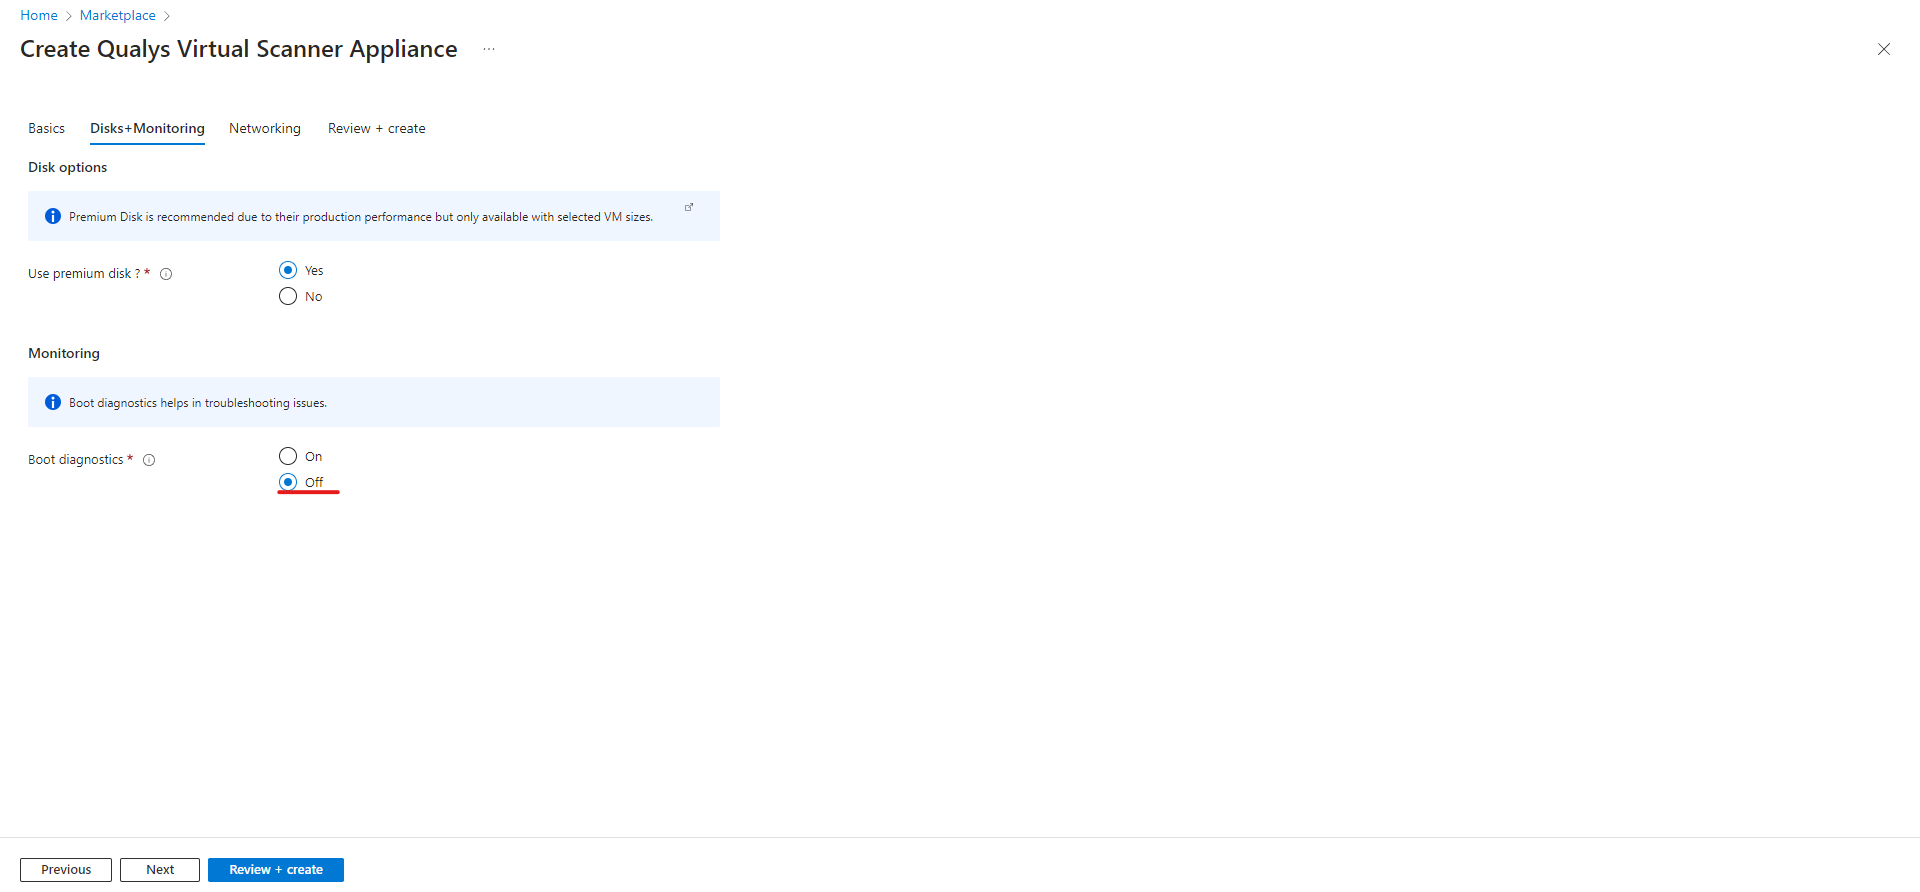 Home > Marketplace >
Create Qualys Virtual Scanner Appliance ...
Basics Disks+Monitoring Networking Review + create
Disk options
Premium Disk is recommended due to their production performance but only available with selected VM sizes.
Use premium disk ? *
Yes
No
Monitoring
Boot diagnostics helps in troubleshooting issues.
Boot diagnostics *
On
Off
Previous Next Review + create